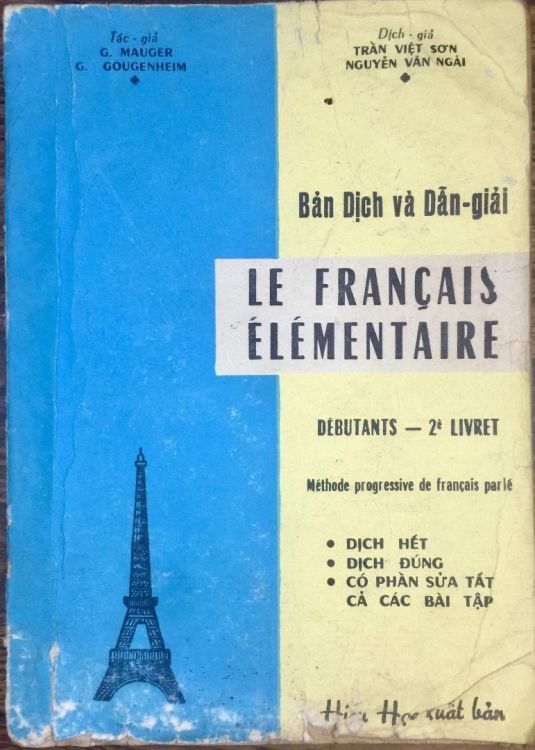 Tác - giả
G. MAUGER
G. GOUGENHEIM
Dịch - giả
TRẦN VIỆT SƠN
NGUYỄN VĂN NGẢI
Bản Dịch và Dẫn-giải
LE FRANÇAIS
ÉLÉMENTAIRE
DÉBUTANTS — 2ᵉ LIVRET
Méthode progressive de français parlé
• DỊCH HẾT
• DỊCH ĐÚNG
• CÓ PHẦN SỬA TẤT
CẢ CÁC BÀI TẬP
Học xuất bản